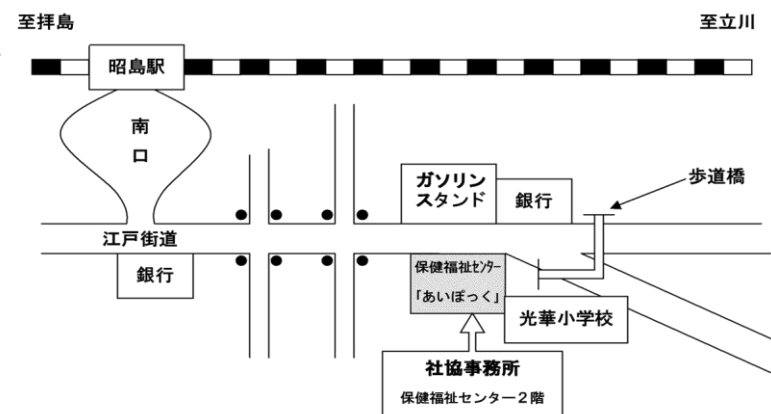 至拝島
至立川
昭島駅
南
口
ガソリン
スタンド
銀行
歩道橋
江戸街道
銀行
保健福祉センター
「あいぽっく」
光華小学校
社協事務所
保健福祉センター２階